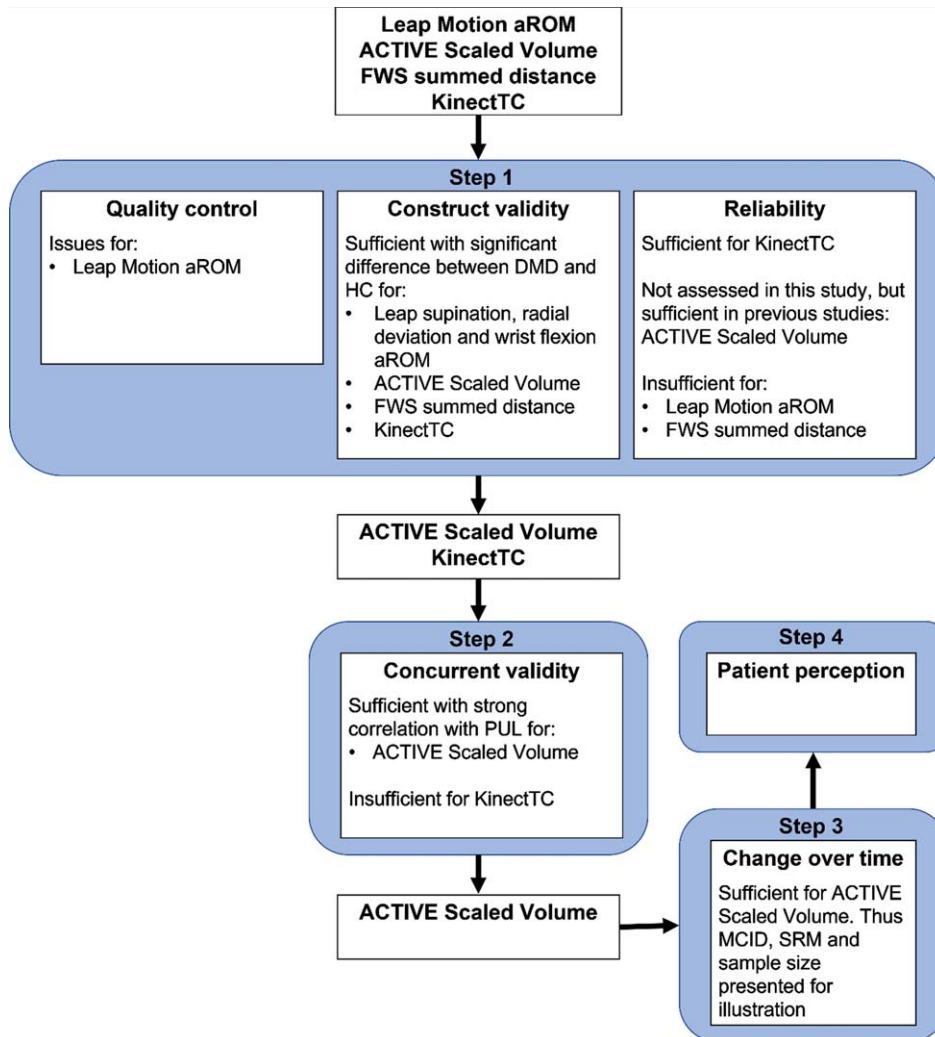 Leap Motion aROM
ACTIVE Scaled Volume
FWS summed distance
KinectTC
Step 1
Quality control
Issues for:
• Leap Motion aROM
Construct validity
Sufficient with significant
difference between DMD and
HC for:
• Leap supination, radial
deviation and wrist flexion
aROM
• ACTIVE Scaled Volume
• FWS summed distance
• KinectTC
Reliability
Sufficient for KinectTC
Not assessed in this study, but
sufficient in previous studies:
ACTIVE Scaled Volume
Insufficient for:
• Leap Motion aROM
• FWS summed distance
ACTIVE Scaled Volume
KinectTC
Step 2
Concurrent validity
Sufficient with strong
correlation with PUL for:
• ACTIVE Scaled Volume
Insufficient for KinectTC
ACTIVE Scaled Volume
Step 3
Change over time
Sufficient for ACTIVE
Scaled Volume. Thus
MCID, SRM and
sample size
presented for
illustration
Step 4
Patient perception